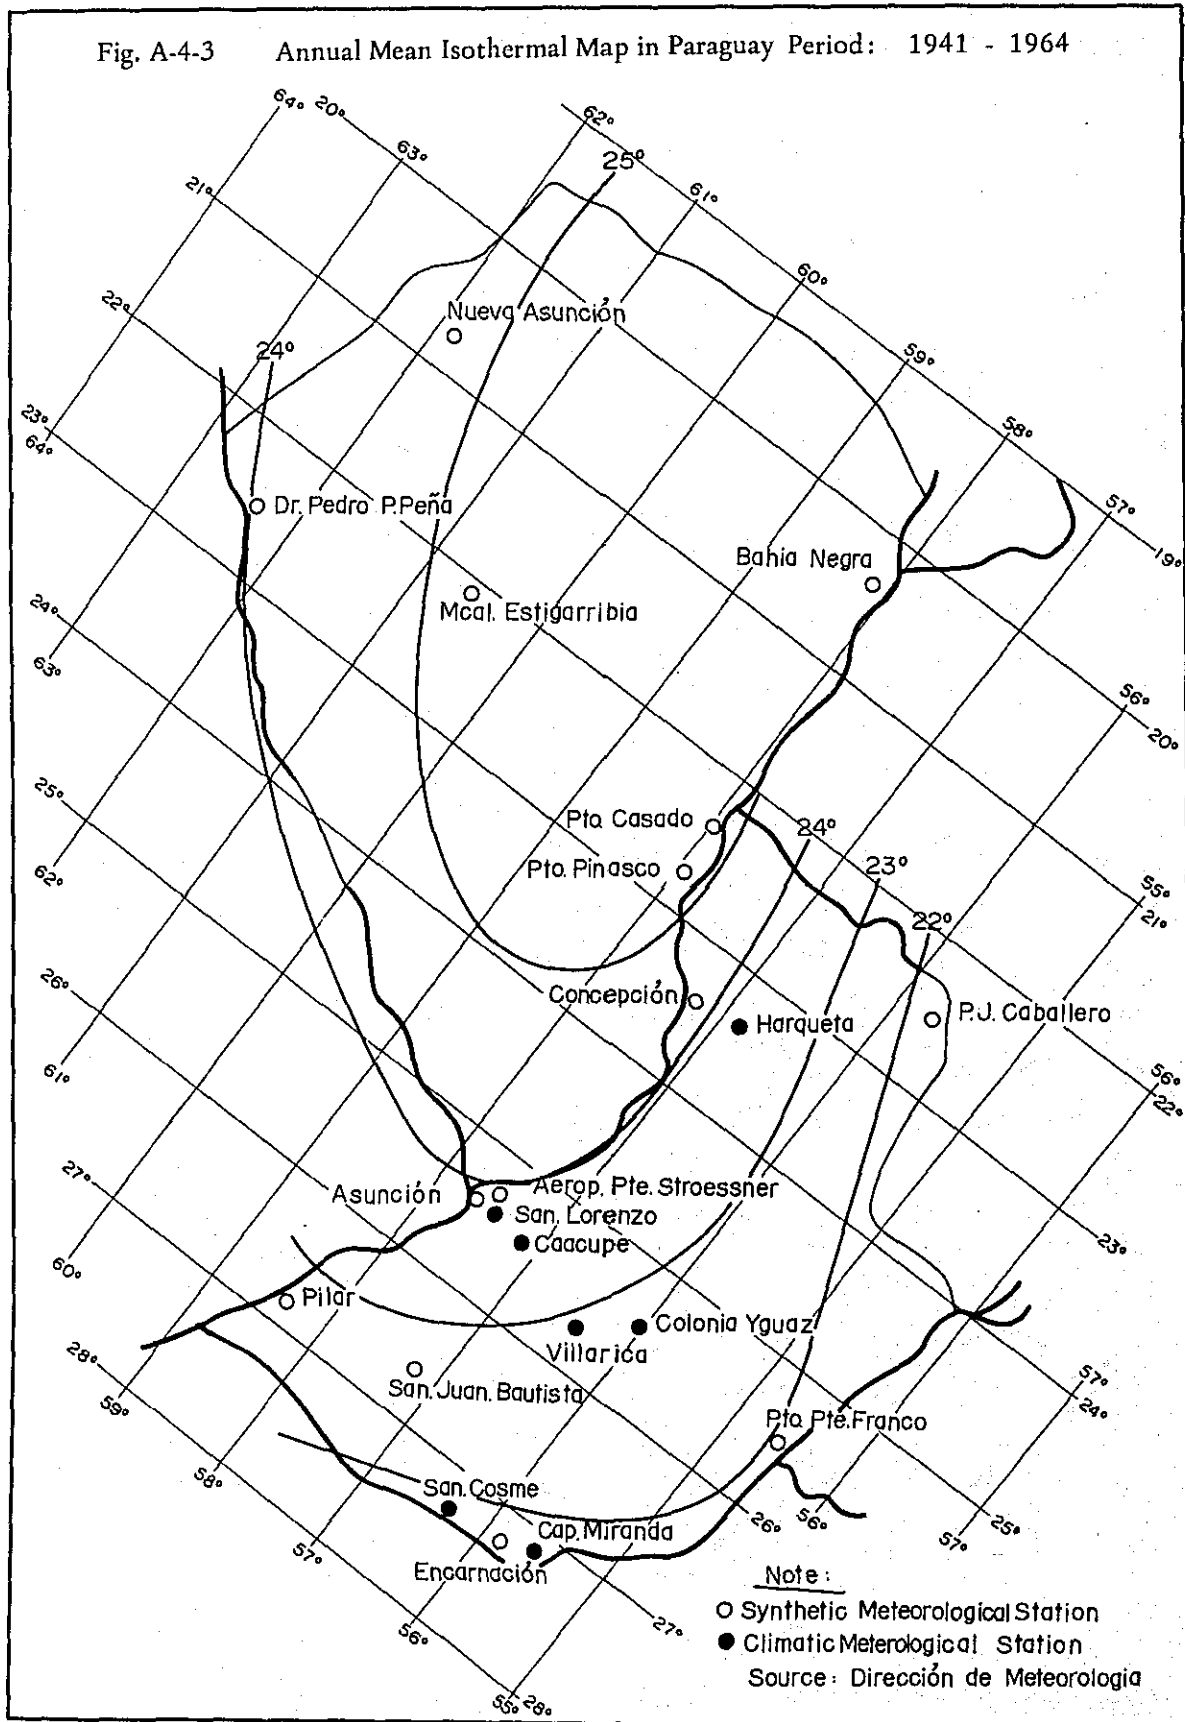 Fig. A-4-3 Annual Mean Isothermal Map in Paraguay Period: 1941 - 1964
64° 20°
62°
63°
25°
21°
61°
60°
22°
Nueva Asunción
24°
59°
23°
64°
58°
Dr. Pedro P. Peña
57°
19°
Bahia Negra
Mcal. Estigarribia
24°
63°
56°
20°
25°
Pto Casado
24°
Pto. Pinasco
23°
62°
55°
21°
22°
26°
Concepción
Harqueta
P.J. Caballero
61°
56°
22°
27°
Asunción
Aerop. Pte. Stroessner
San. Lorenzo
Caacupe
23°
60°
Pilar
Colonia Yguaz
Villarica
28°
59°
San. Juan. Bautista
57°
24°
Pto Pte. Franco
58°
San. Cosme
26°
56°
25°
57°
Cap. Miranda
57°
Encarnación
27°
56°
55°
28°
Note:
Synthetic Meteorological Station
Climatic Meterological Station
Source: Dirección de Meteorologia